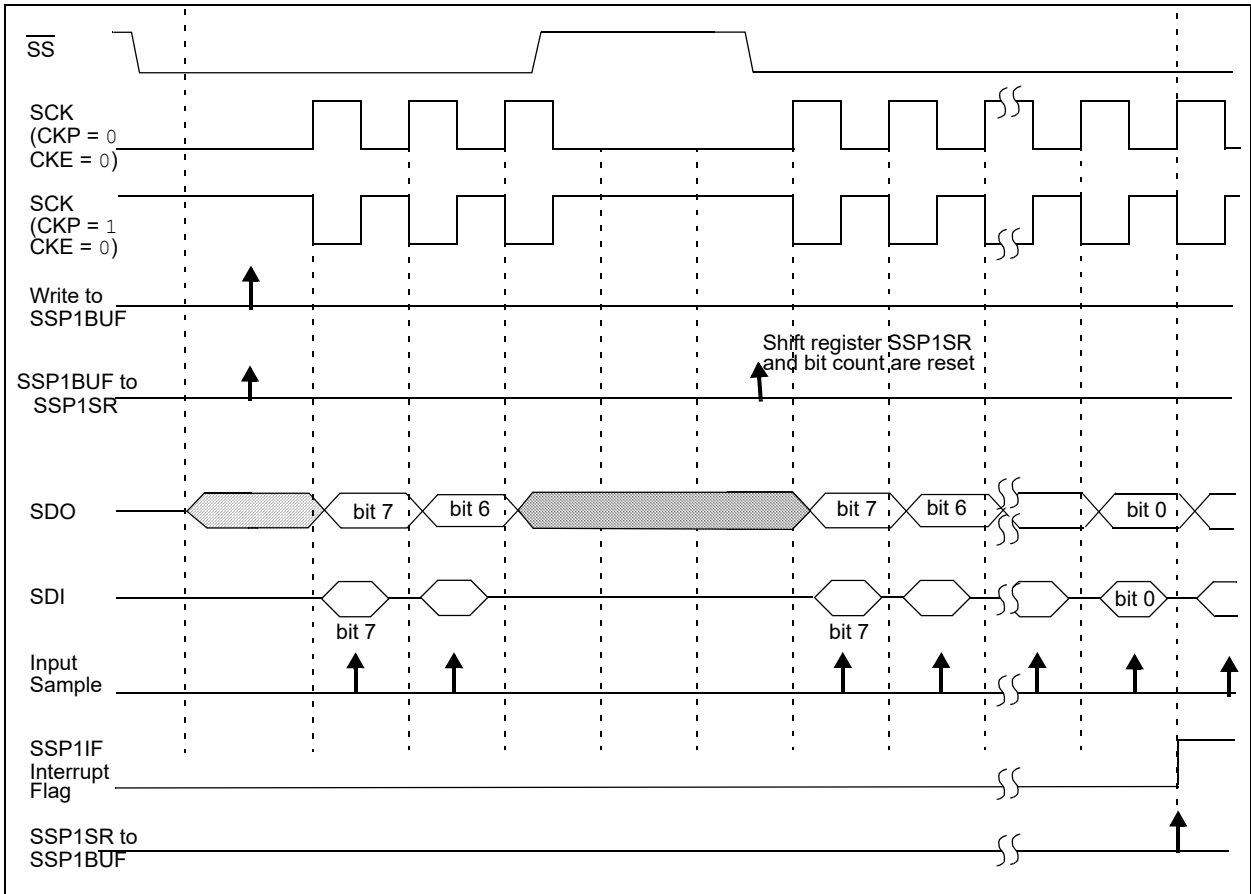 SS
SCK
(CKP = 0
CKE = 0)
SCK
(CKP = 1
CKE = 0)
Write to
SSP1BUF
Shift register SSP1SR
and bit count are reset
SSP1BUF to
SSP1SR
SDO
bit 7
bit 6
bit 7
bit 6
bit 0
SDI
bit 0
bit 7
bit 7
Input
Sample
SSP1IF
Interrupt
Flag
SSP1SR to
SSP1BUF